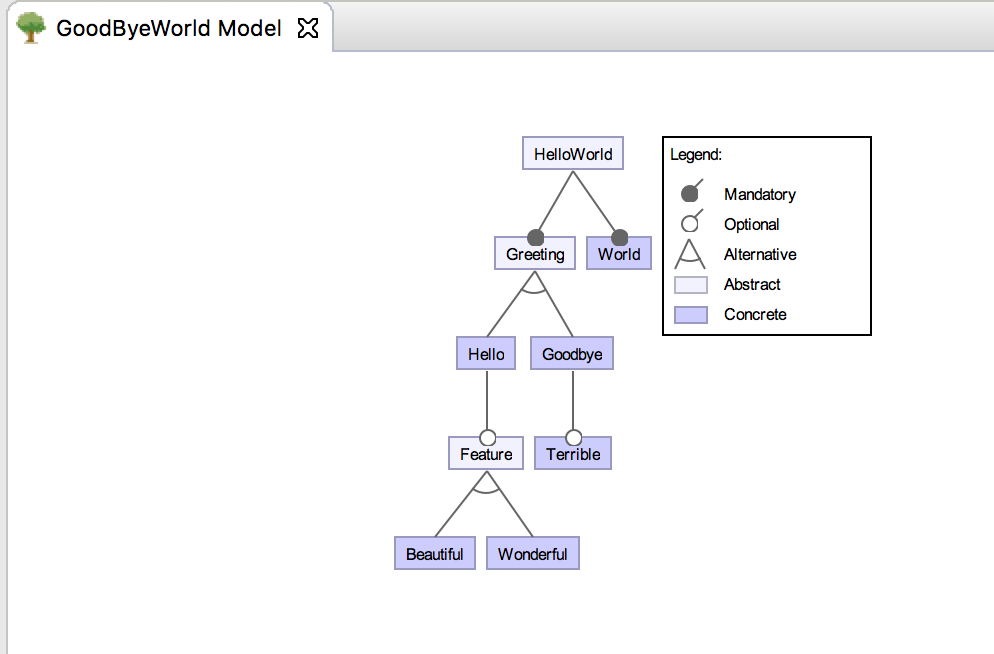 GoodByeWorld Model
HelloWorld
Legend:
Mandatory
Optional
Greeting
World
Alternative
Abstract
Concrete
Hello
Goodbye
Feature
Terrible
Beautiful
Wonderful